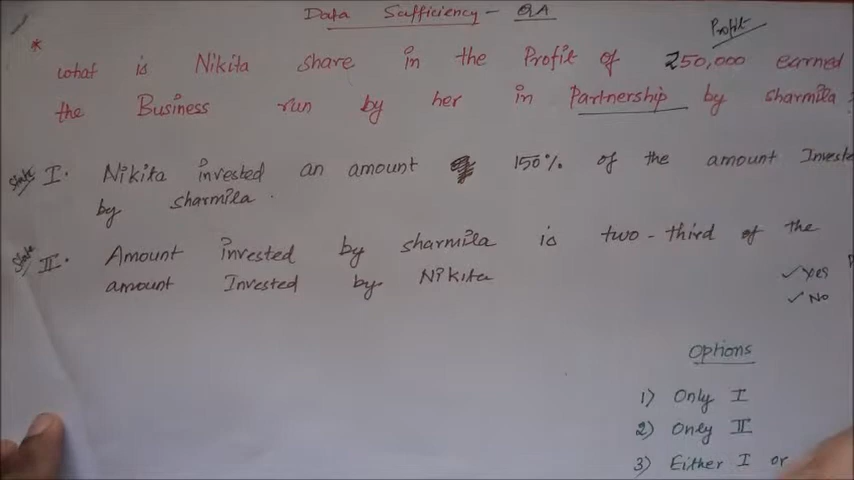 Data Sufficiency - QA
Profit
* what is Nikita share in the Profit of 250,000 earned
the Business run by her in Partnership by sharmila ?
State I. Nikita invested an amount 150% of the amount Invested
by sharmila .
State II. Amount invested by sharmila is two-third of the
amount Invested by Nikita
✓ Yes
✓ No
Options
1) Only I
2) Only II
3) Either I or